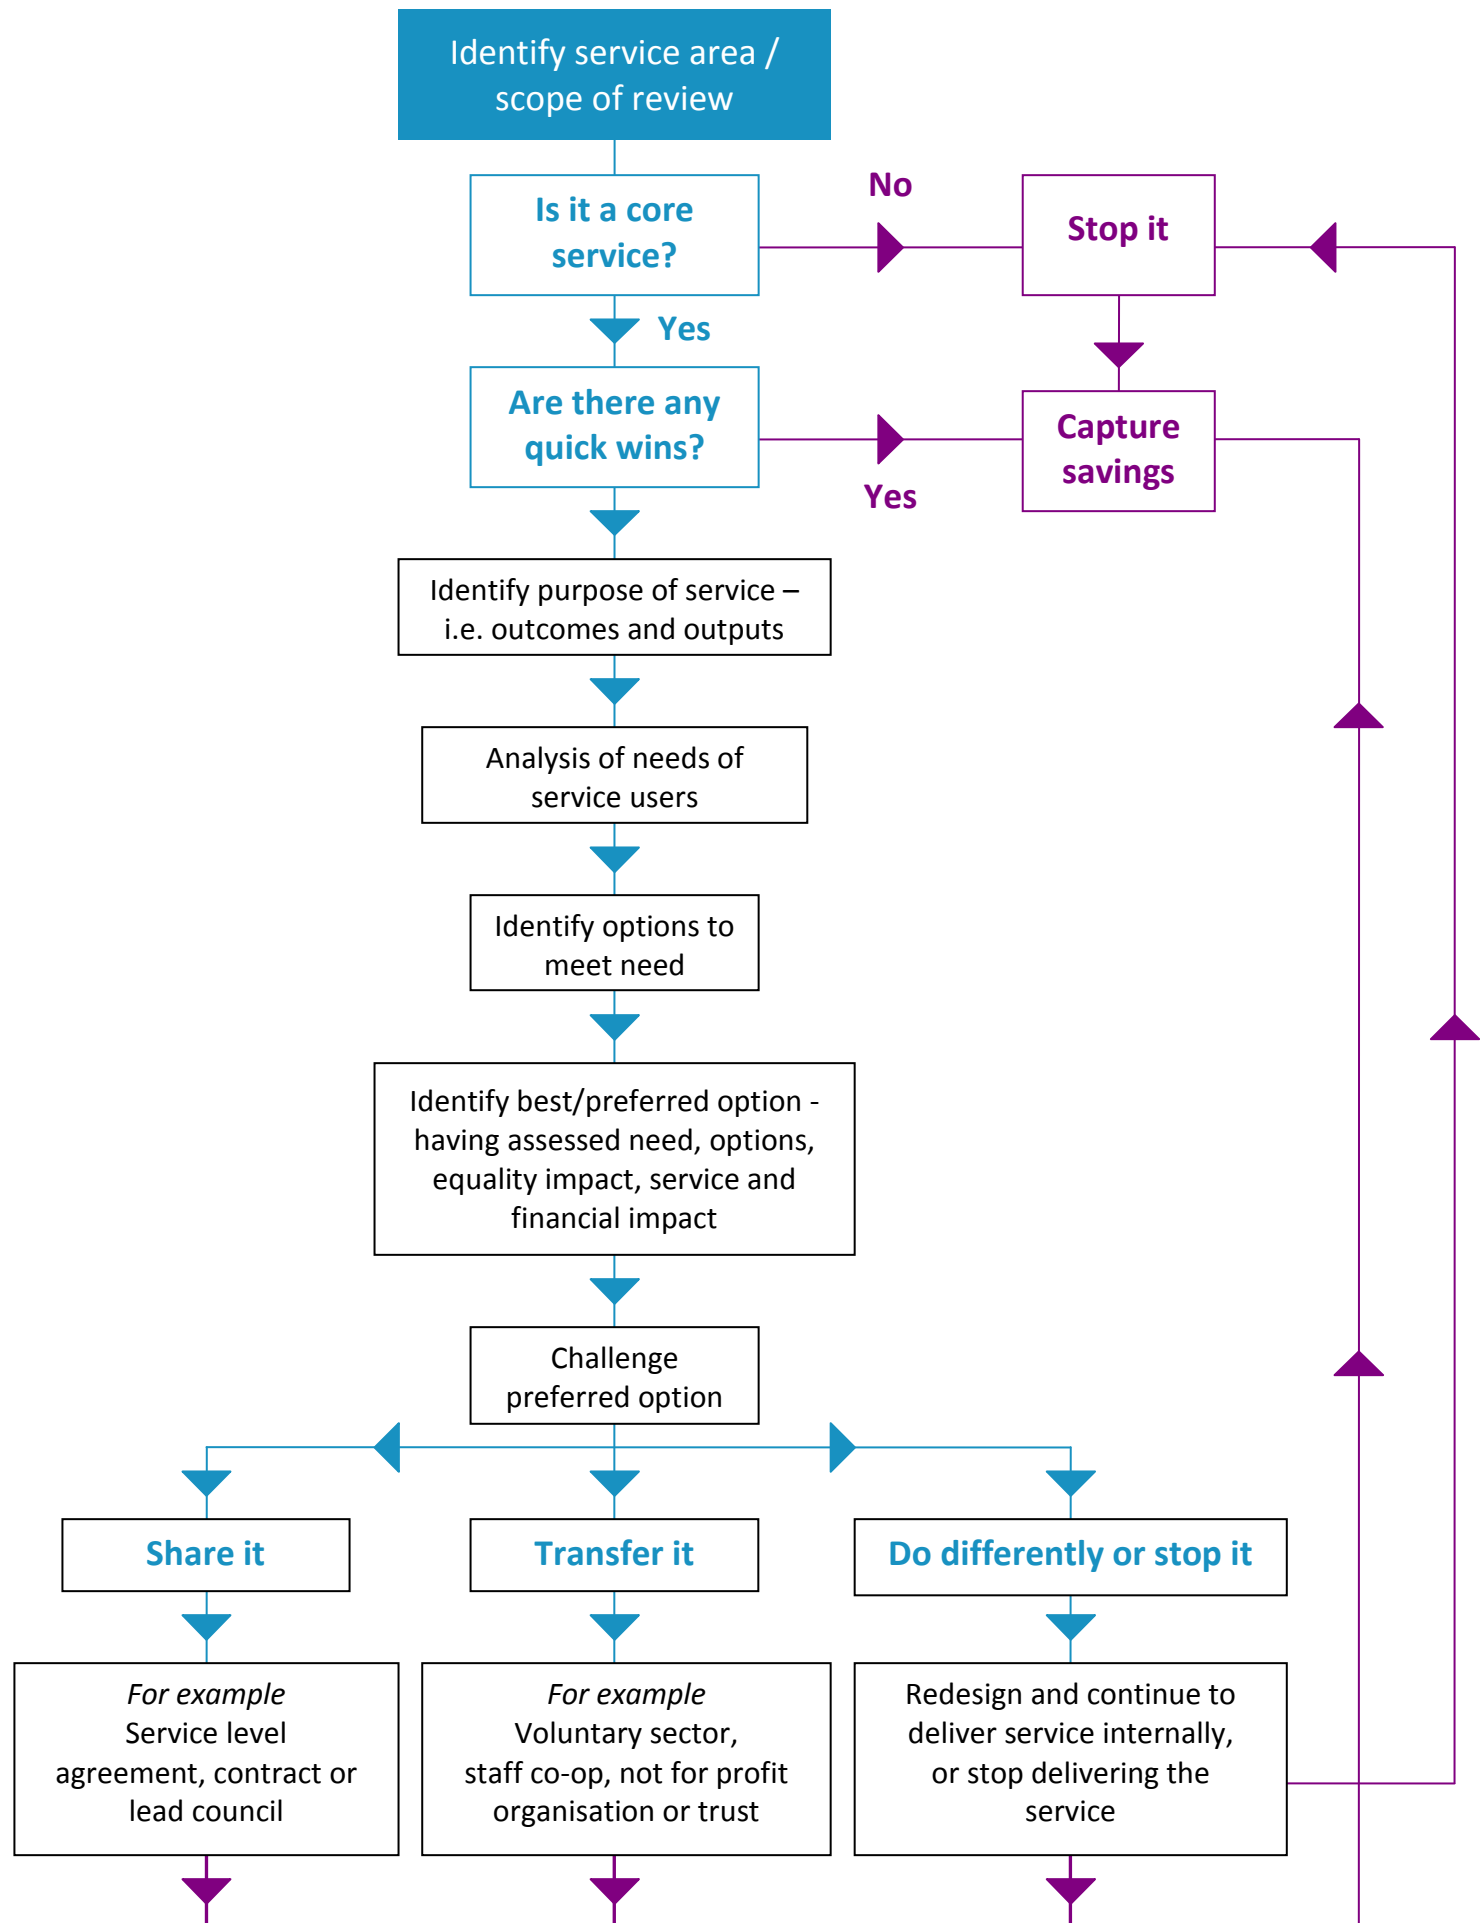 Identify service area /
scope of review
Is it a core
service?
No
Stop it
Yes
Are there any
quick wins?
Yes
Capture
savings
Identify purpose of service –
i.e. outcomes and outputs
Analysis of needs of
service users
Identify options to
meet need
Identify best/preferred option -
having assessed need, options,
equality impact, service and
financial impact
Challenge
preferred option
Share it
Transfer it
Do differently or stop it
For example
Service level
agreement, contract or
lead council
For example
Voluntary sector,
staff co-op, not for profit
organisation or trust
Redesign and continue to
deliver service internally,
or stop delivering the
service